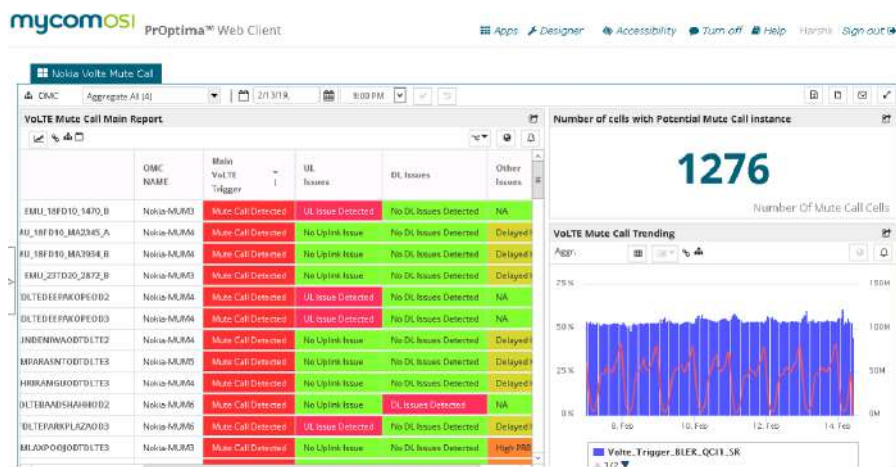 mycomOSI PrOptima™ Web Client
Apps Designer Accessibility Turn off Help Harshit Sign out
Nokia Volte Mute Call
OMC Aggregate All (4) 2/13/19, 9:00 PM
VoLTE Mute Call Main Report
OMC NAME Main VoLTE Trigger UL Issues DL Issues Other Issues
EMU_18FD10_1470_B Nokia-MUM3 Mute Call Detected UL Issue Detected No DL Issues Detected NA
Nokia-MUM4 Mute Call Detected No Uplink Issue No DL Issues Detected Delayed
Nokia-MUM4 Mute Call Detected No Uplink Issue No DL Issues Detected Delayed
EMU_23TD20_2872_B Nokia-MUM3 Mute Call Detected No Uplink Issue No DL Issues Detected Delayed
Nokia-MUM4 Mute Call Detected UL Issue Detected No DL Issues Detected NA
Nokia-MUM4 Mute Call Detected UL Issue Detected No DL Issues Detected NA
Nokia-MUM4 Mute Call Detected No Uplink Issue No DL Issues Detected Delayed
Nokia-MUM5 Mute Call Detected No Uplink Issue No DL Issues Detected Delayed
Nokia-MUM4 Mute Call Detected No Uplink Issue No DL Issues Detected Delayed
Nokia-MUM6 Mute Call Detected No Uplink Issue DL Issues Detected NA
Nokia-MUM6 Mute Call Detected UL Issue Detected No DL Issues Detected Delayed
Nokia-MUM3 Mute Call Detected No Uplink Issue No DL Issues Detected High PRB
Number of cells with Potential Mute Call instance
1276
Number Of Mute Call Cells
VoLTE Mute Call Trending
Aggr.
75% 150M
50% 100M
25% 50M
0% 0M
8. Feb 10. Feb 12. Feb 14. Feb
Volte_Trigger_BLER_QCI1_SR
1/2